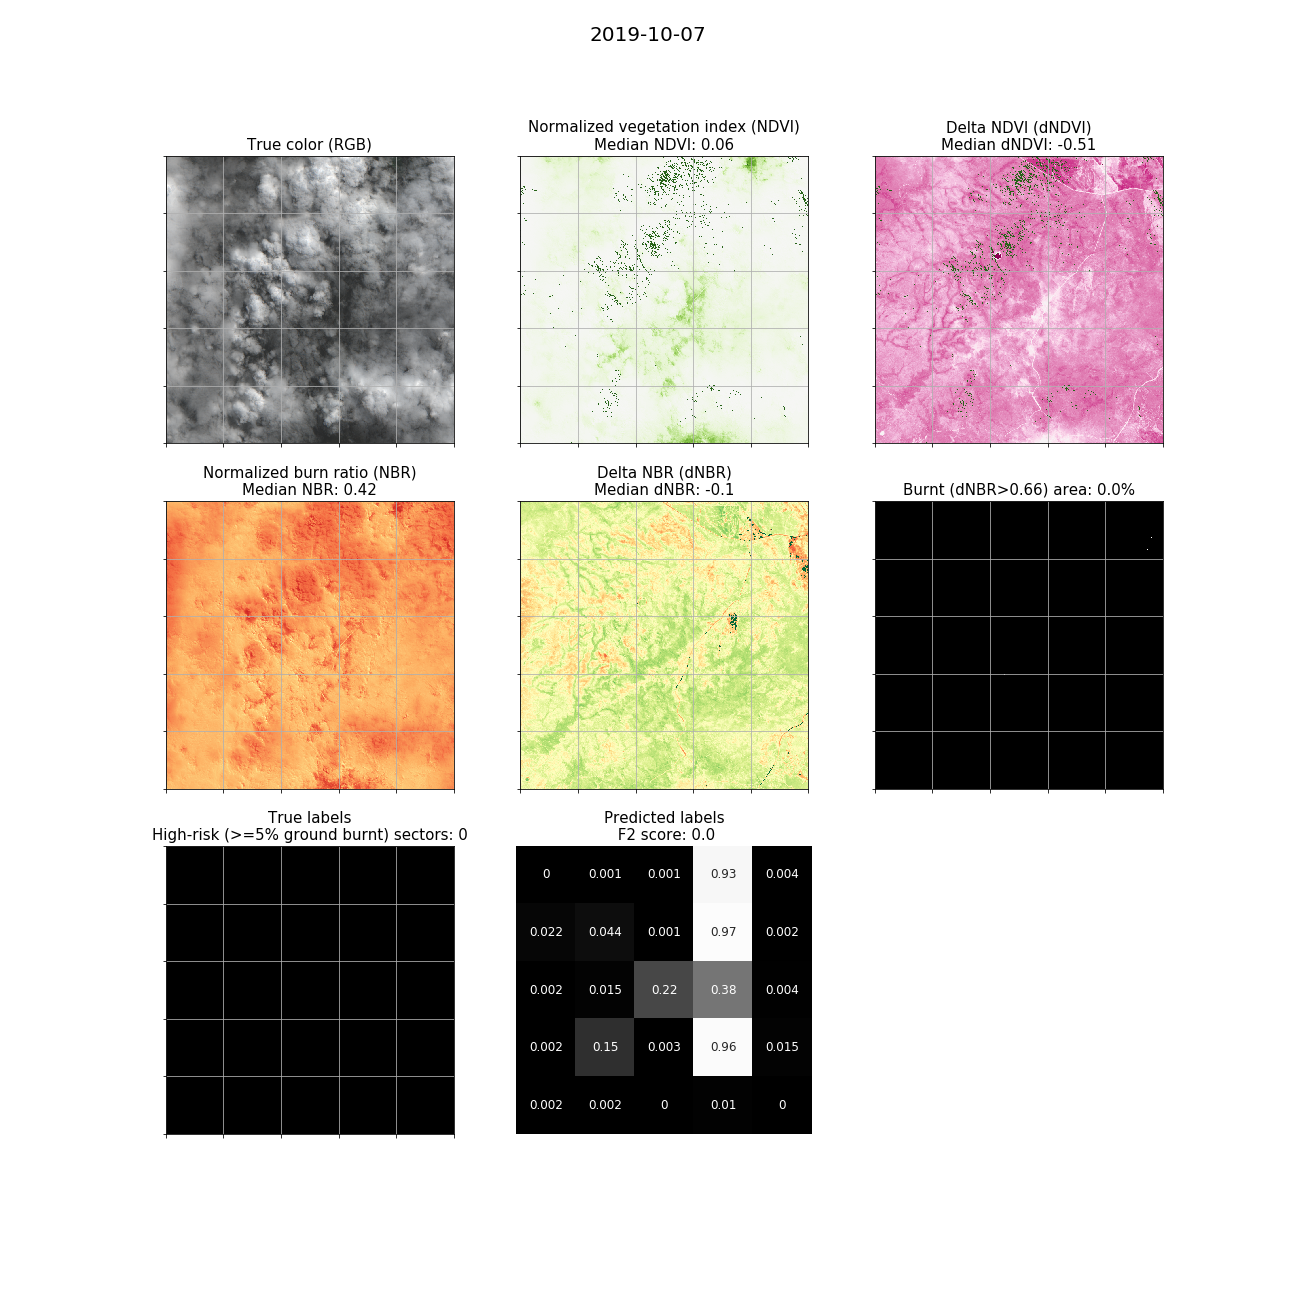 2019-10-07
True color (RGB)
Normalized vegetation index (NDVI)
Median NDVI: 0.06
Delta NDVI (dNDVI)
Median dNDVI: -0.51
Normalized burn ratio (NBR)
Median NBR: 0.42
Delta NBR (dNBR)
Median dNBR: -0.1
Burnt (dNBR>0.66) area: 0.0%
True labels
High-risk (>=5% ground burnt) sectors: 0
Predicted labels
F2 score: 0.0
0 0.001 0.001 0.93 0.004
0.022 0.044 0.001 0.97 0.002
0.002 0.015 0.22 0.38 0.004
0.002 0.15 0.003 0.96 0.015
0.002 0.002 0 0.01 0